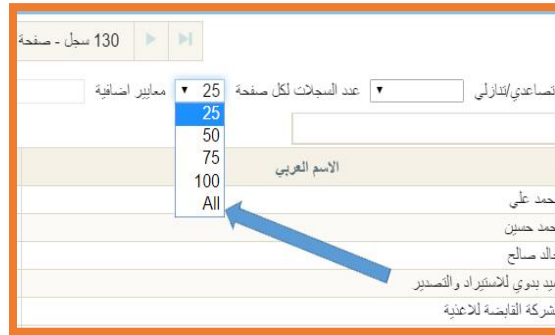 130 سجل - صفحة
تصاعدي/تنازلي عدد السجلات لكل صفحة 25 معايير اضافية
25
50
75
100
All
الاسم العربي
حمد علي
حمد حسين
خالد صالح
يد بدوي للاستيراد والتصدير
شركة القابضة للاغذية